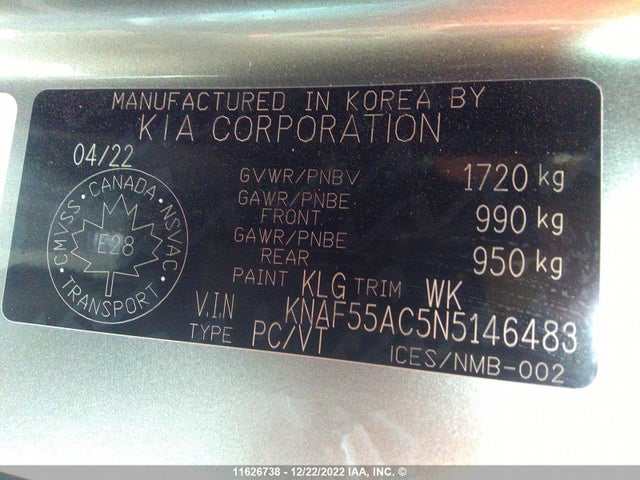 MANUFACTURED IN KOREA BY
KIA CORPORATION
04/22
CANADA
CMVSS NSVAC
E28
TRANSPORT
GVWR/PNBV 1720 kg
GAWR/PNBE
FRONT. 990 kg
GAWR/PNBE
REAR 950 kg
PAINT KLG TRIM WK
V.I.N KNAF55AC5N5146483
TYPE PC/VT
ICES/NMB-002
11626738 - 12/22/2022 IAA, INC. ©